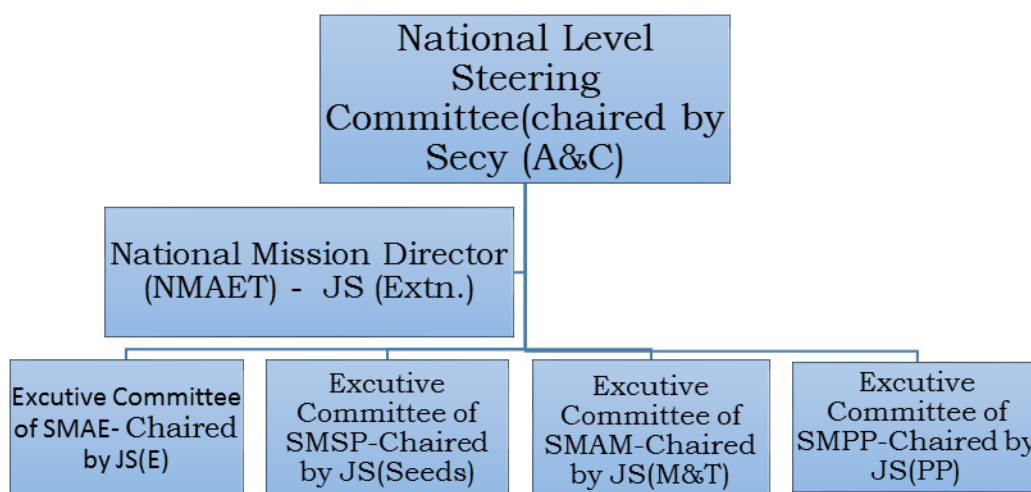 National Level
Steering
Committee(chaired by
Secy (A&C)
National Mission Director
(NMAET) - JS (Extn.)
Excutive Committee
of SMAE- Chaired
by JS(E)
Excutive
Committee of
SMSP-Chaired
by JS(Seeds)
Excutive
Committee of
SMAM-Chaired
by JS(M&T)
Excutive
Committee of
SMPP-Chaired by
JS(PP)